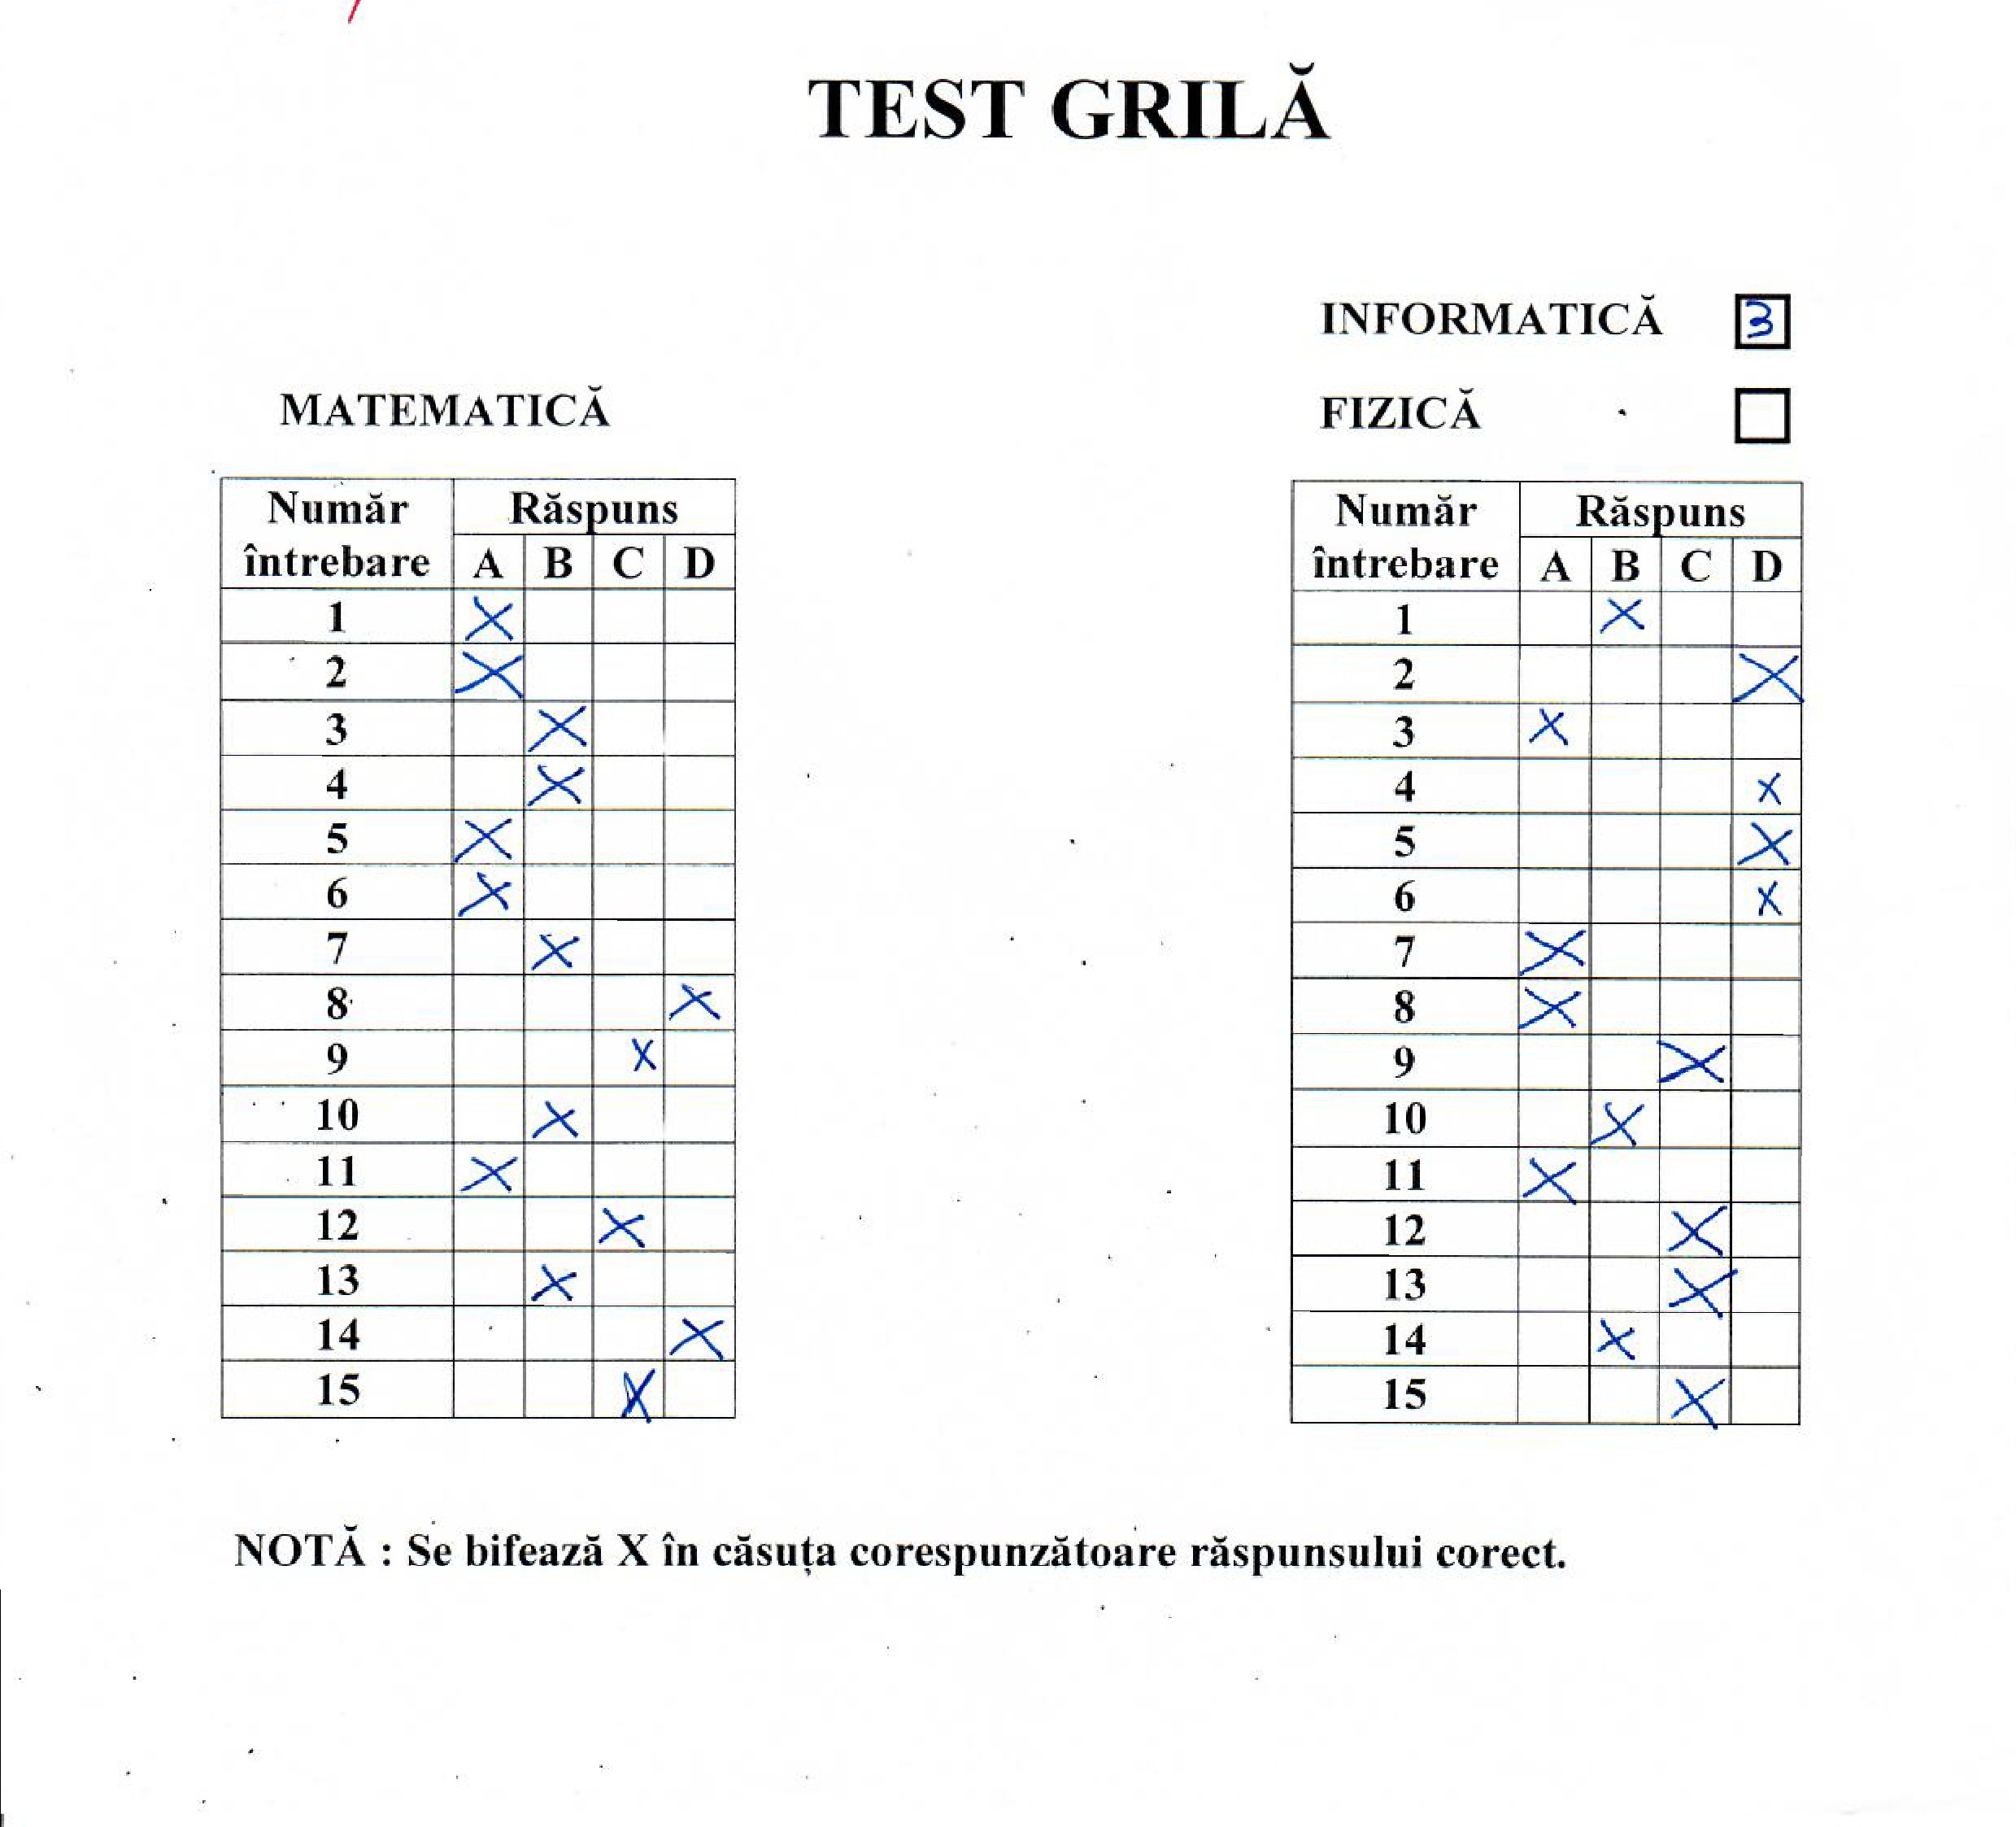 TEST GRILĂ
INFORMATICĂ 3
MATEMATICĂ
FIZICĂ
Număr întrebare Răspuns
A B C D
1 X
2 X
3 X
4 X
5 X
6 X
7 X
8 X
9 X
10 X
11 X
12 X
13 X
14 X
15 X
Număr întrebare Răspuns
A B C D
1 X
2 X
3 X
4 X
5 X
6 X
7 X
8 X
9 X
10 X
11 X
12 X
13 X
14 X
15 X
NOTĂ : Se bifează X în căsuța corespunzătoare răspunsului corect.